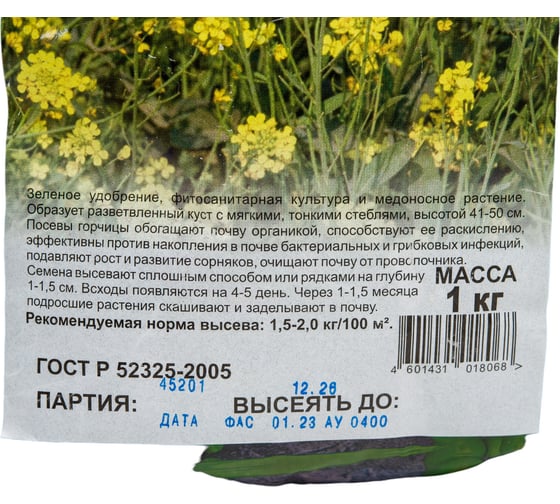 Зеленое удобрение, фитосанитарная культура и медоносное растение.
Образует разветвленный куст с мягкими, тонкими стеблями, высотой 41-50 см.
Посевы горчицы обогащают почву органикой, способствуют ее раскислению,
эффективны против накопления в почве бактериальных и грибковых инфекций,
подавляют рост и развитие сорняков, очищают почву от проволочника.
Семена высевают сплошным способом или рядками на глубину
1-1,5 см. Всходы появляются на 4-5 день. Через 1-1,5 месяца
подросшие растения скашивают и заделывают в почву.
МАССА
1 кг
Рекомендуемая норма высева: 1,5-2,0 кг/100 м².
4 601431 018068 >
ГОСТ Р 52325-2005
45201 12.26
ПАРТИЯ: ВЫСЕЯТЬ ДО:
ДАТА ФАС 01.23 АУ 0400